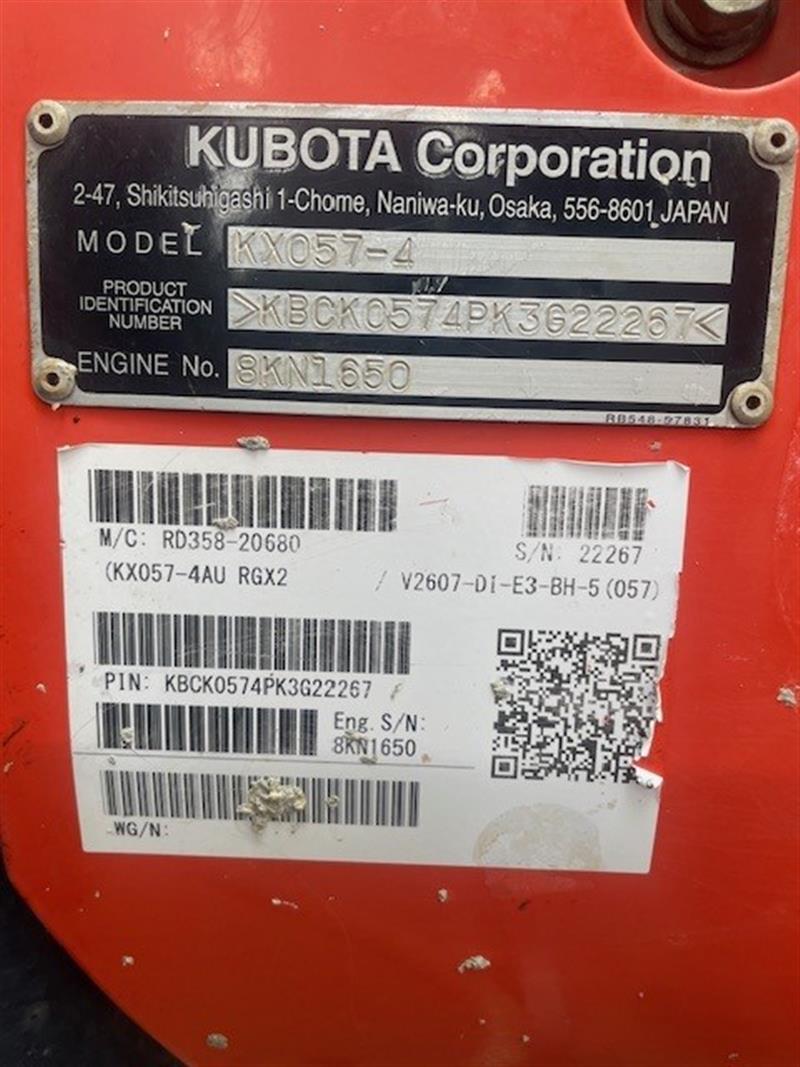 KUBOTA Corporation
2-47, Shikitsuhigashi 1-Chome, Naniwa-ku, Osaka, 556-8601 JAPAN
MODEL KX057-4
PRODUCT IDENTIFICATION NUMBER >KBCK0574PK3G22267<
ENGINE No. 8KN1650
RB548-97831
M/C: RD358-20680
S/N: 22267
(KX057-4AU RGX2 / V2607-DI-E3-BH-5(057)
PIN: KBCK0574PK3G22267
Eng.S/N:
8KN1650
WG/N: